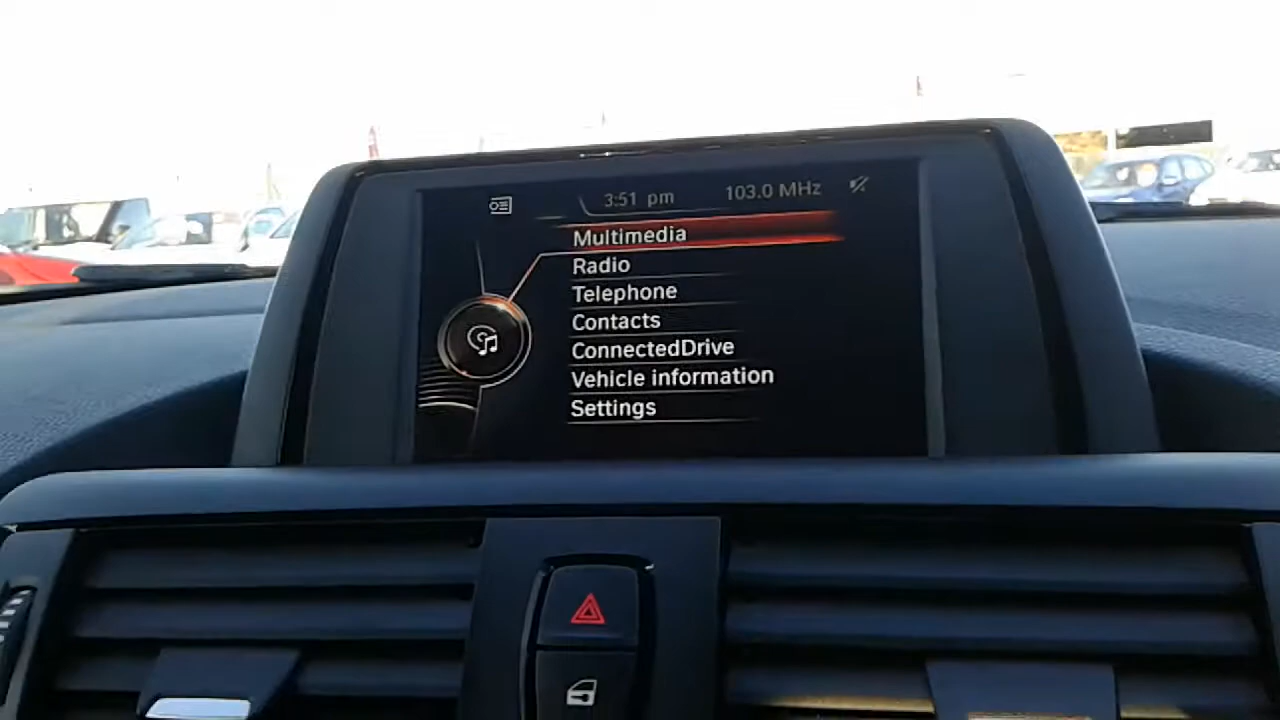 3:51 pm 103.0 MHz
Multimedia
Radio
Telephone
Contacts
ConnectedDrive
Vehicle information
Settings